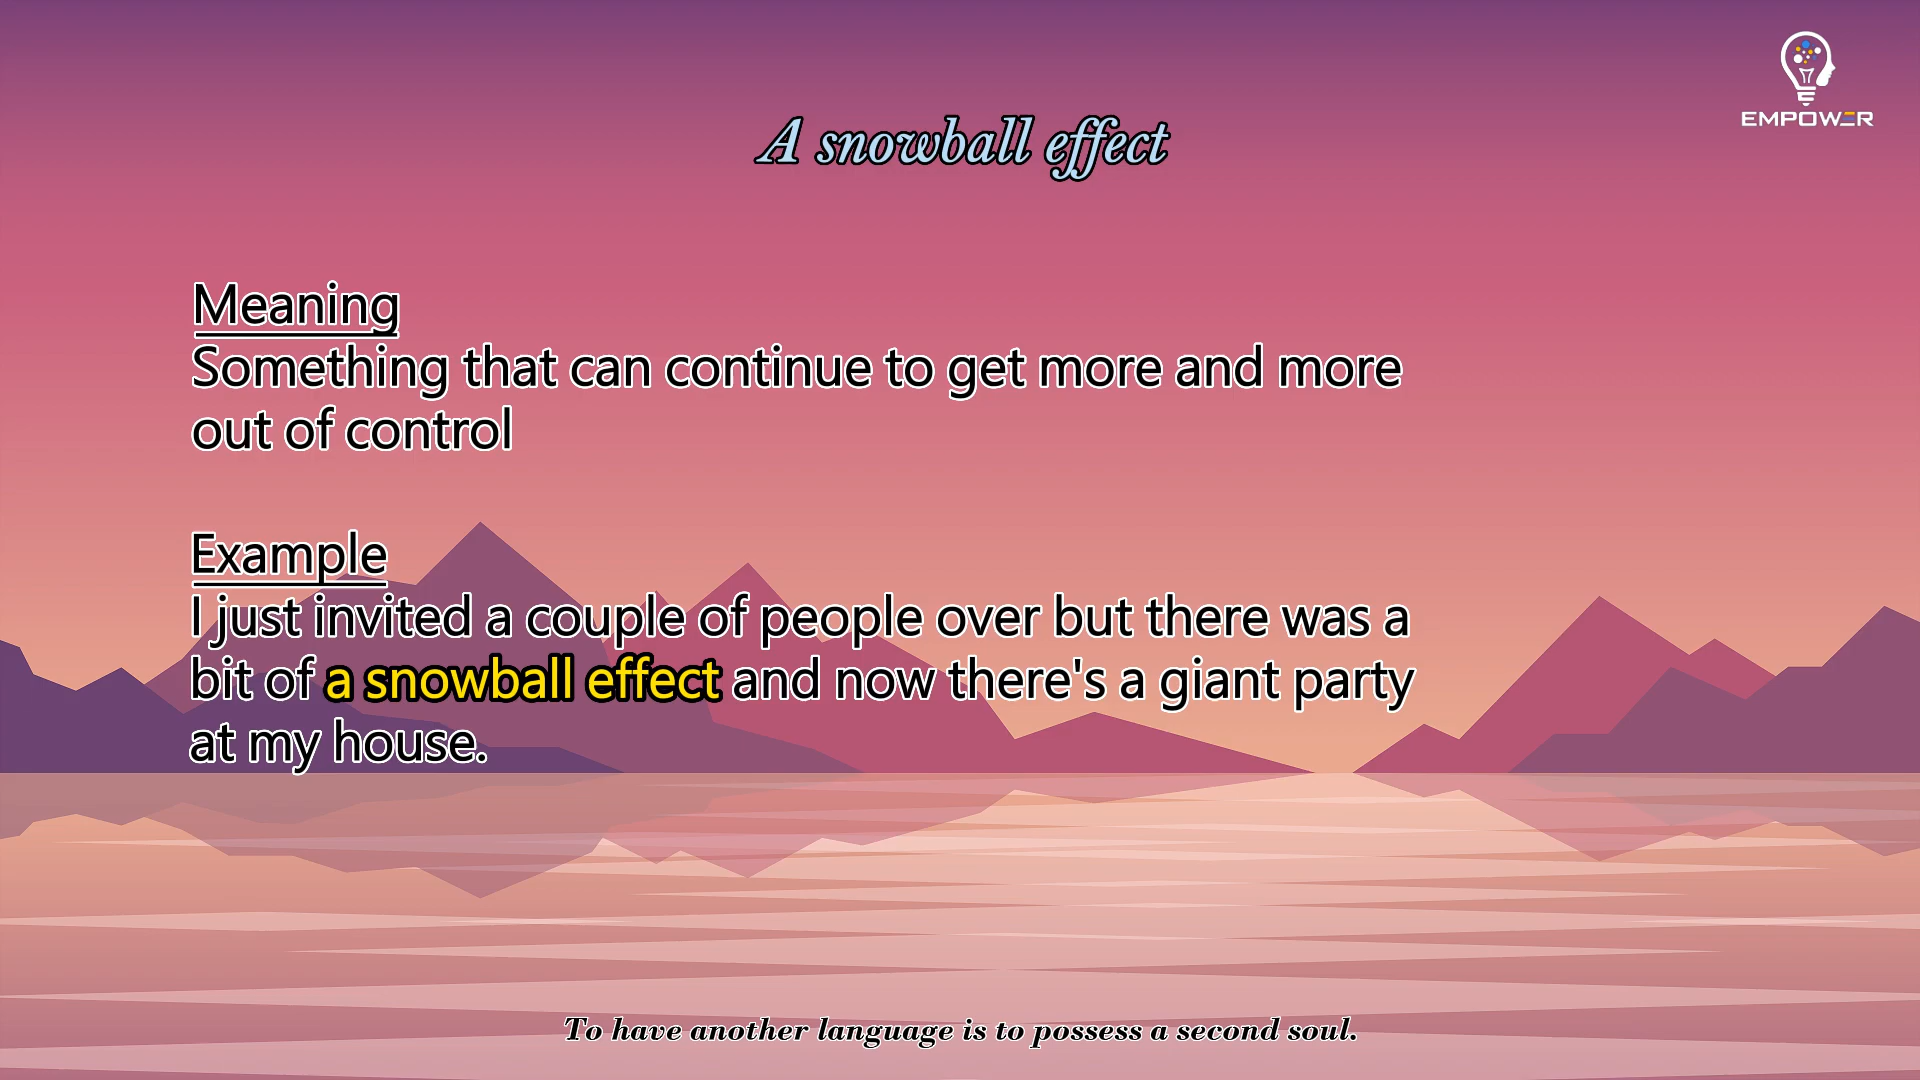 EMPOWER
A snowball effect
Meaning
Something that can continue to get more and more
out of control
Example
I just invited a couple of people over but there was a
bit of a snowball effect and now there's a giant party
at my house.
To have another language is to possess a second soul.